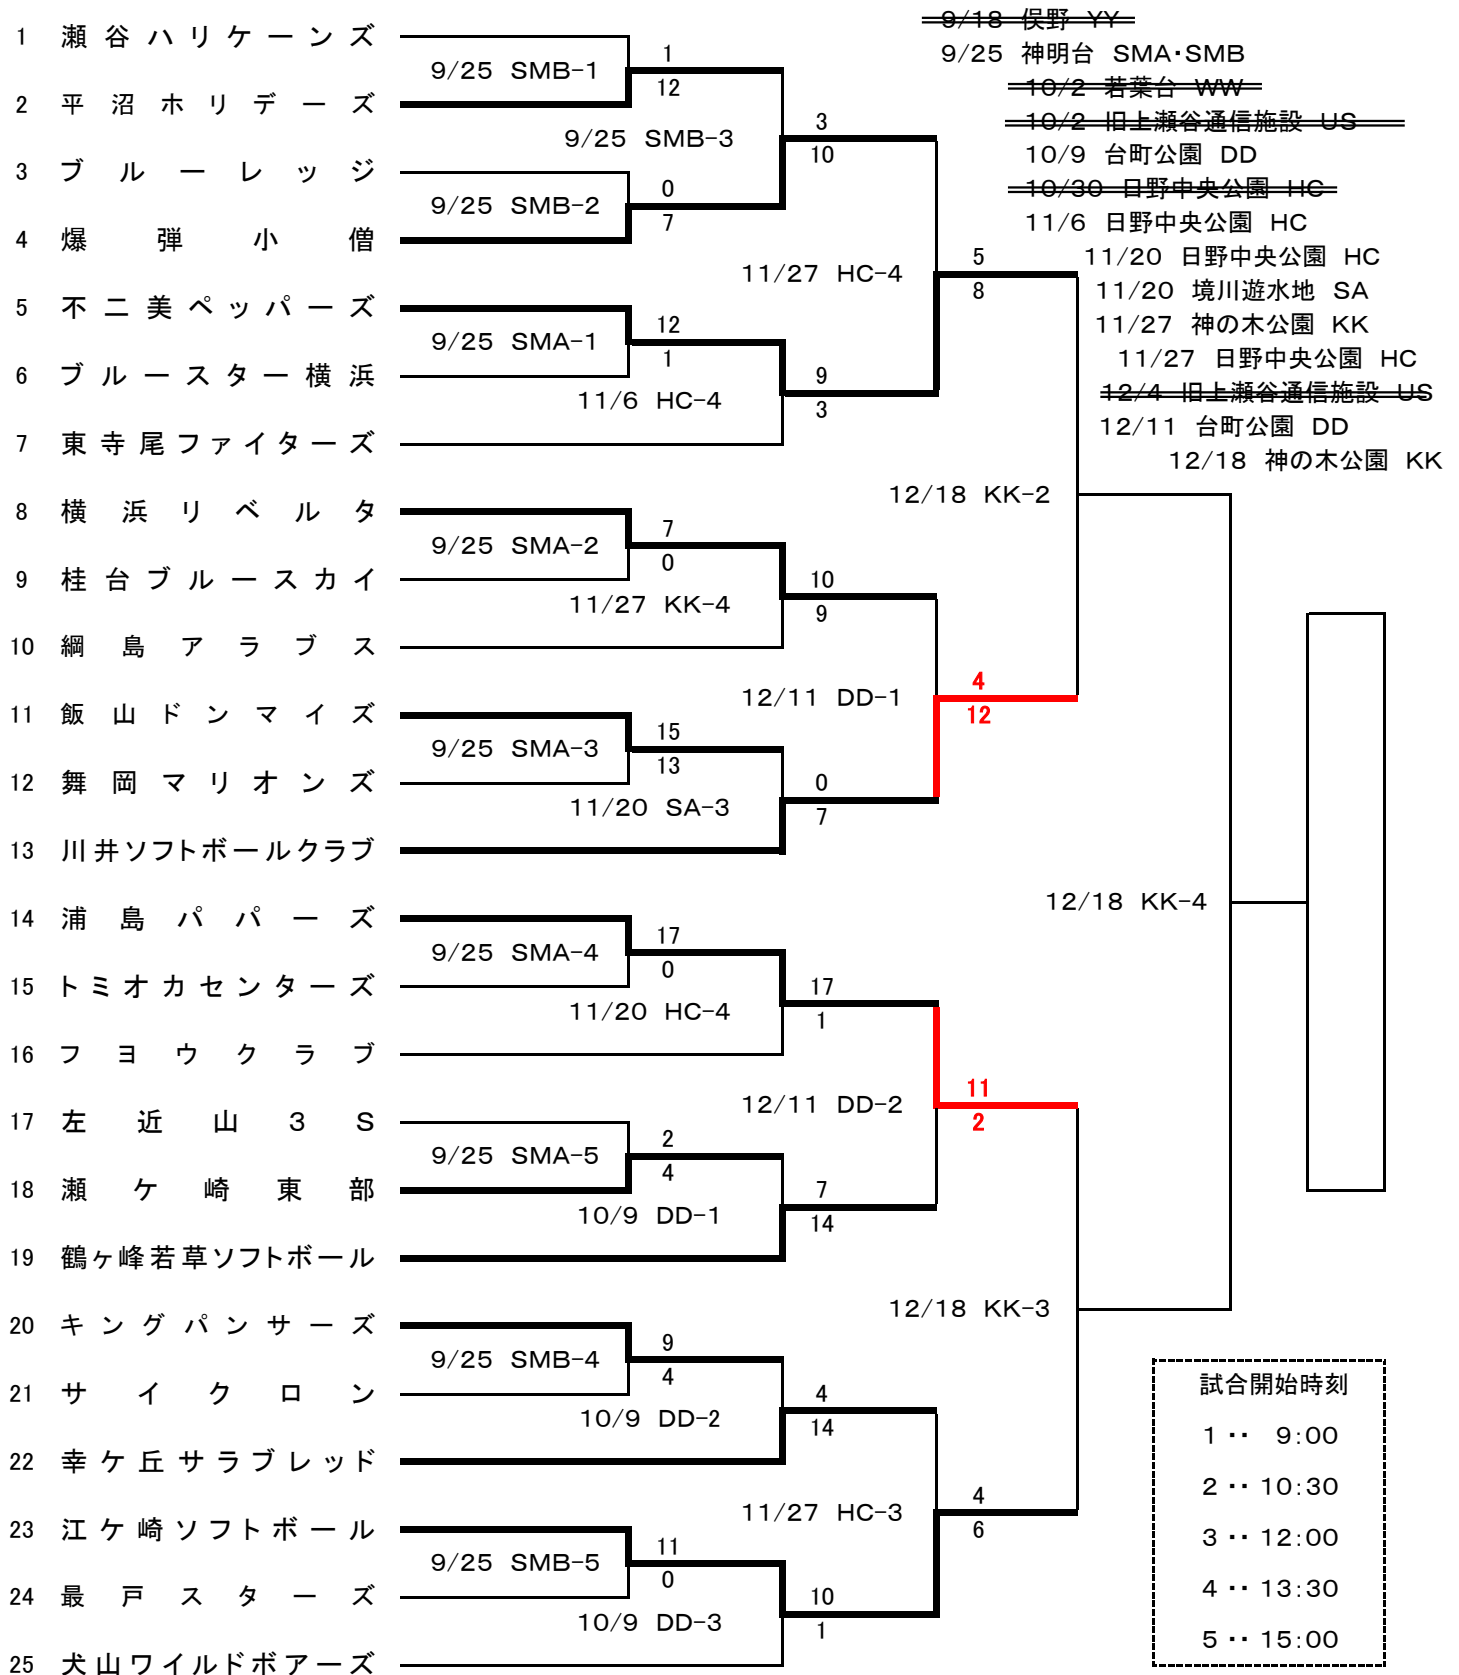 9/18 俣野 YY
1 瀬谷ハリケーンズ
9/25 神明台 SMA・SMB
1
9/25 SMB-1
10/2 若葉台 WW
12
2 平沼ホリデーズ
10/2 旧上瀬谷通信施設 US
3
9/25 SMB-3
10
10/9 台町公園 DD
3 ブルーレッジ
0
10/30 日野中央公園 HC
9/25 SMB-2
7
11/6 日野中央公園 HC
4 爆弾小僧
5
11/20 日野中央公園 HC
11/27 HC-4
8
11/20 境川遊水地 SA
5 不二美ペッパーズ
12
11/27 神の木公園 KK
9/25 SMA-1
1
11/27 日野中央公園 HC
6 ブルースター横浜
9
11/6 HC-4
3
12/4 旧上瀬谷通信施設 US
12/11 台町公園 DD
7 東寺尾ファイターズ
12/18 神の木公園 KK
12/18 KK-2
8 横浜リベルタ
7
9/25 SMA-2
0
9 桂台ブルースカイ
10
11/27 KK-4
9
10 綱島アラブス
4
12/11 DD-1
12
11 飯山ドンマイズ
15
9/25 SMA-3
13
12 舞岡マリオンズ
0
11/20 SA-3
7
13 川井ソフトボールクラブ
12/18 KK-4
14 浦島パパーズ
17
9/25 SMA-4
0
15 トミオカセンターズ
17
11/20 HC-4
1
16 フヨウクラブ
11
12/11 DD-2
2
17 左近山3S
2
9/25 SMA-5
4
18 瀬ケ崎東部
7
10/9 DD-1
14
19 鶴ヶ峰若草ソフトボール
12/18 KK-3
20 キングパンサーズ
9
9/25 SMB-4
4
21 サイクロン
4
10/9 DD-2
14
22 幸ケ丘サラブレッド
4
11/27 HC-3
6
23 江ケ崎ソフトボール
11
9/25 SMB-5
0
24 最戸スターズ
10
10/9 DD-3
1
25 犬山ワイルドボアーズ
試合開始時刻
1 ・・ 9:00
2 ・・ 10:30
3 ・・ 12:00
4 ・・ 13:30
5 ・・ 15:00